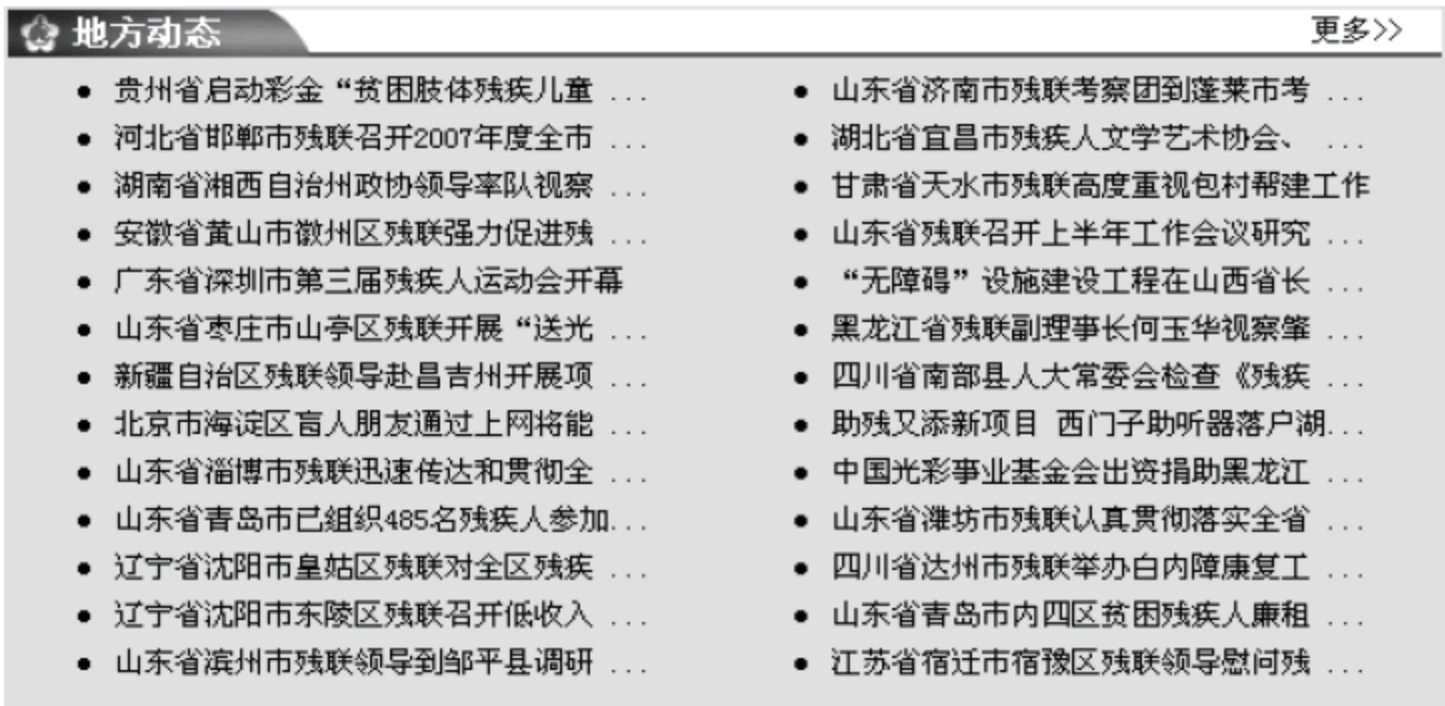 地方动态
更多>>
贵州省启动彩金“贫困肢体残疾儿童 ...
河北省邯郸市残联召开2007年度全市 ...
湖南省湘西自治州政协领导率队视察 ...
安徽省黄山市徽州区残联强力促进残 ...
广东省深圳市第三届残疾人运动会开幕
山东省枣庄市山亭区残联开展“送光 ...
新疆自治区残联领导赴昌吉州开展项 ...
北京市海淀区盲人朋友通过上网将能 ...
山东省淄博市残联迅速传达和贯彻全 ...
山东省青岛市已组织485名残疾人参加...
辽宁省沈阳市皇姑区残联对全区残疾 ...
辽宁省沈阳市东陵区残联召开低收入 ...
山东省滨州市残联领导到邹平县调研 ...
山东省济南市残联考察团到蓬莱市考 ...
湖北省宜昌市残疾人文学艺术协会、 ...
甘肃省天水市残联高度重视包村帮建工作
山东省残联召开上半年工作会议研究 ...
“无障碍”设施建设工程在山西省长 ...
黑龙江省残联副理事长何玉华视察肇 ...
四川省南部县人大常委会检查《残疾 ...
助残又添新项目 西门子助听器落户湖...
中国光彩事业基金会出资捐助黑龙江 ...
山东省潍坊市残联认真贯彻落实全省 ...
四川省达州市残联举办白内障康复工 ...
山东省青岛市内四区贫困残疾人廉租 ...
江苏省宿迁市宿豫区残联领导慰问残 ...